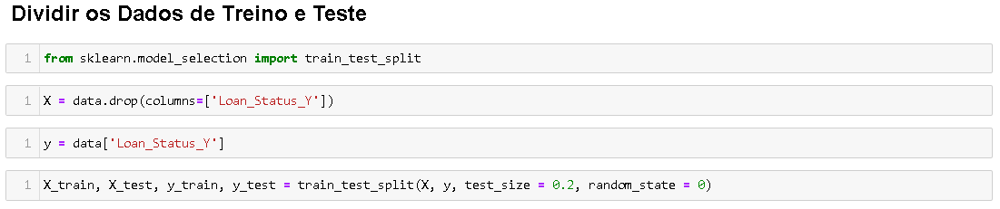 Dividir os Dados de Treino e Teste
1 from sklearn.model_selection import train_test_split
1 X = data.drop(columns=['Loan_Status_Y'])
1 y = data['Loan_Status_Y']
1 X_train, X_test, y_train, y_test = train_test_split(X, y, test_size = 0.2, random_state = 0)